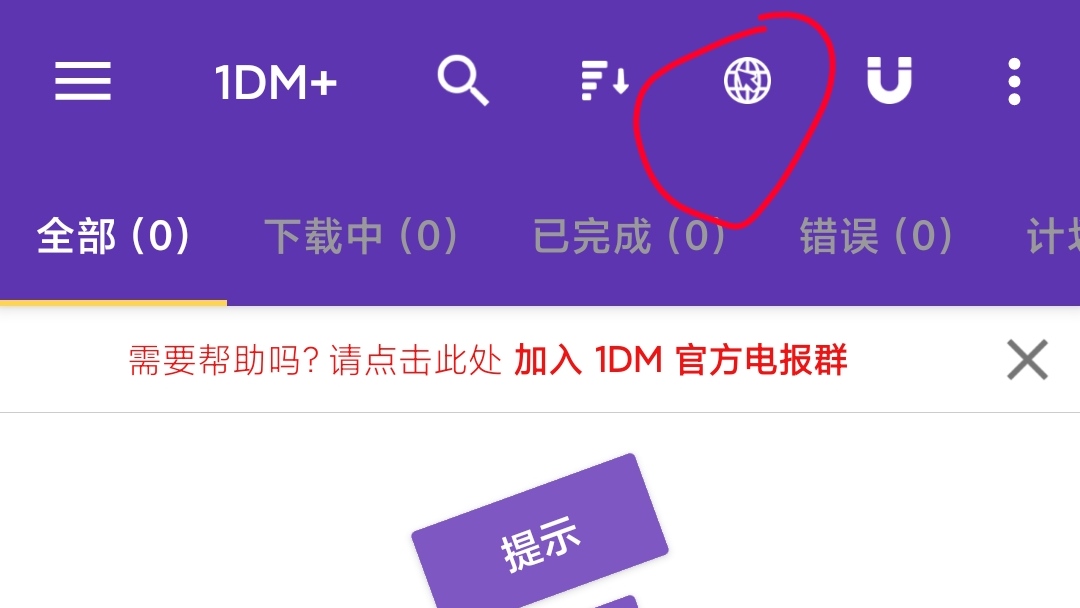 1DM+
全部 (0) 下载中 (0) 已完成 (0) 错误 (0) 计
需要帮助吗? 请点击此处 加入 1DM 官方电报群
提示